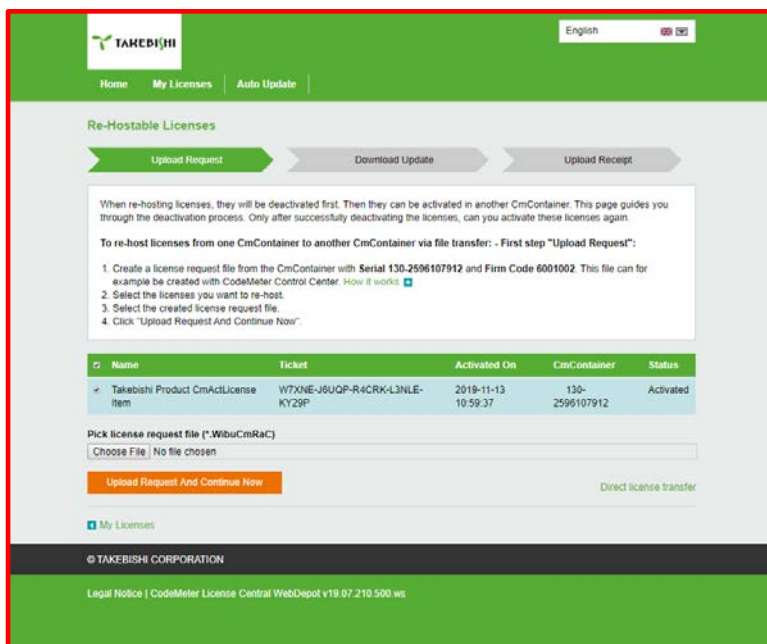 TAKEBISHI
English
Home My Licenses Auto Update
Re-Hostable Licenses
Upload Request Download Update Upload Receipt
When re-hosting licenses, they will be deactivated first. Then they can be activated in another CmContainer. This page guides you
through the deactivation process. Only after successfully deactivating the licenses, can you activate these licenses again.
To re-host licenses from one CmContainer to another CmContainer via file transfer: - First step "Upload Request":
1. Create a license request file from the CmContainer with Serial 130-2596107912 and Firm Code 6001002. This file can for
example be created with CodeMeter Control Center. How it works
2. Select the licenses you want to re-host.
3. Select the created license request file.
4. Click "Upload Request And Continue Now".
Name Ticket Activated On CmContainer Status
Takebishi Product CmActLicense W7XNE-J6UQP-R4CRK-L3NLE- 2019-11-13 130- Activated
Item KY29P 10:59:37 2596107912
Pick license request file (*.WibuCmRaC)
Choose File No file chosen
Upload Request And Continue Now
Direct license transfer
My Licenses
© TAKEBISHI CORPORATION
Legal Notice | CodeMeter License Central WebDepot v19.07.210.500.ws